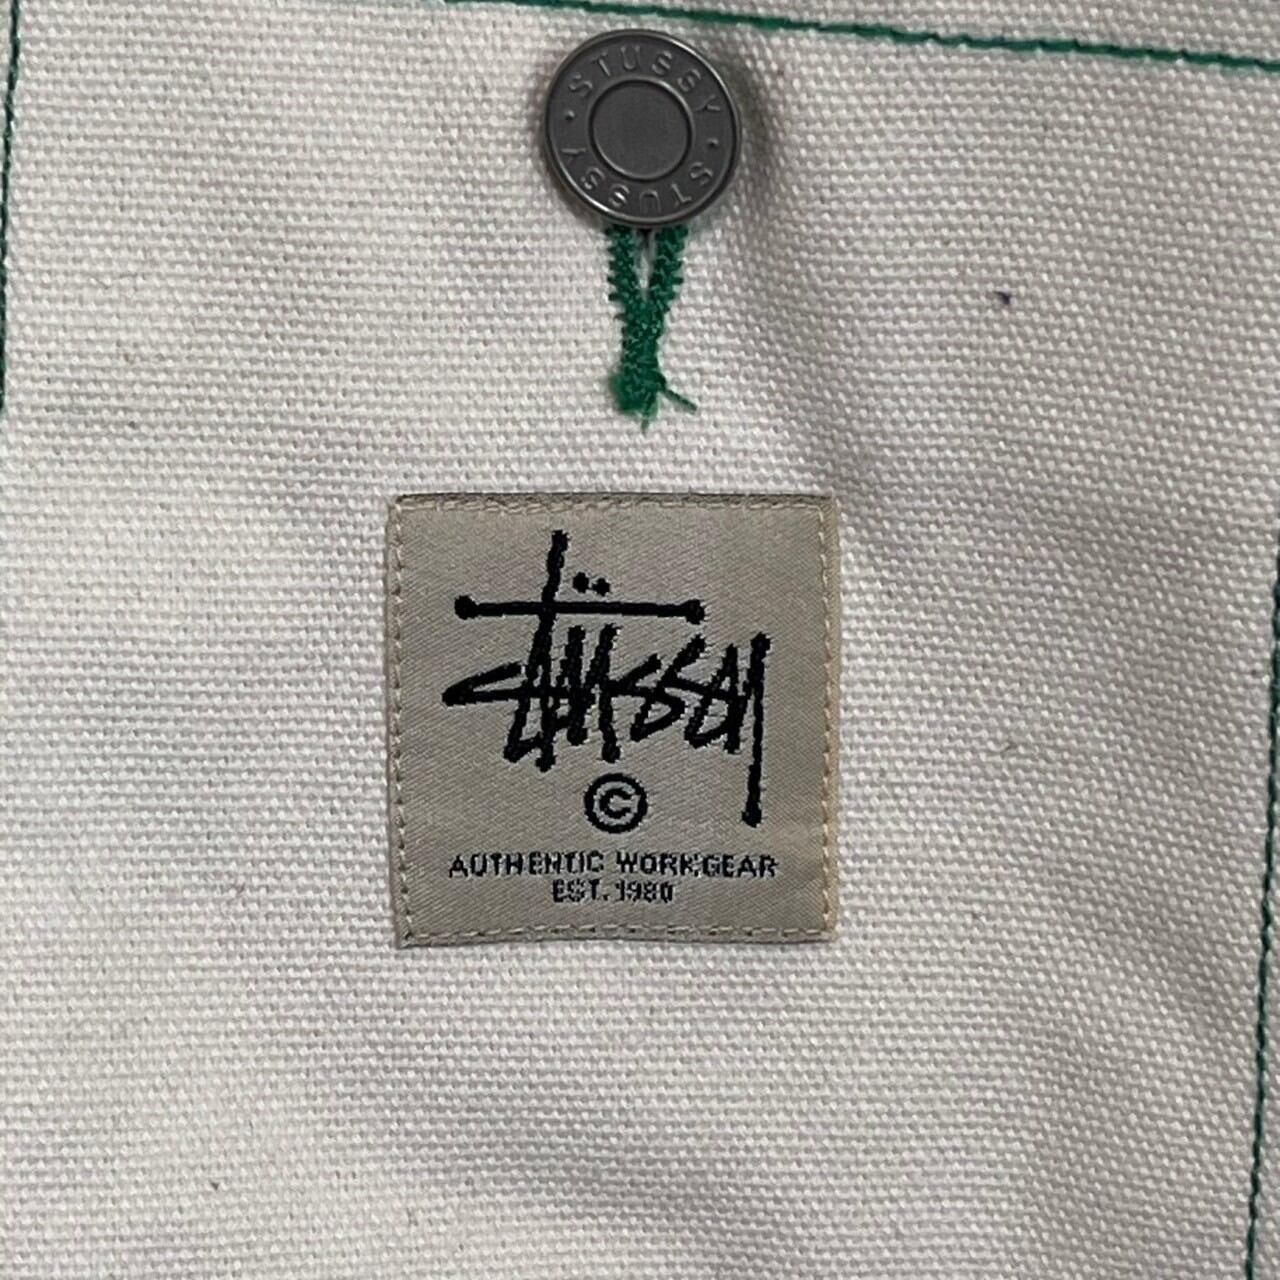 STUSSY · STUSSY ·
Stüssy
©
AUTHENTIC WORKGEAR
EST. 1980